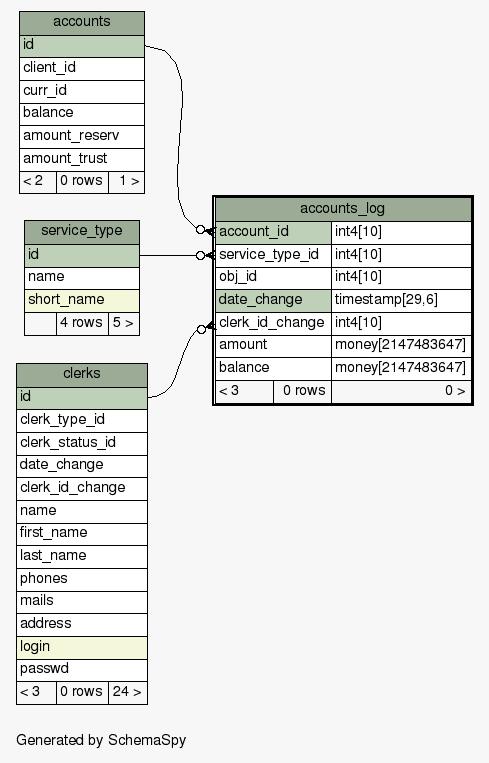 accounts
id
client_id
curr_id
balance
amount_reserv
amount_trust
< 2 0 rows 1 >
accounts_log
account_id int4[10]
service_type_id int4[10]
obj_id int4[10]
date_change timestamp[29,6]
clerk_id_change int4[10]
amount money[2147483647]
balance money[2147483647]
< 3 0 rows 0 >
service_type
id
name
short_name
4 rows 5 >
clerks
id
clerk_type_id
clerk_status_id
date_change
clerk_id_change
name
first_name
last_name
phones
mails
address
login
passwd
< 3 0 rows 24 >
Generated by SchemaSpy